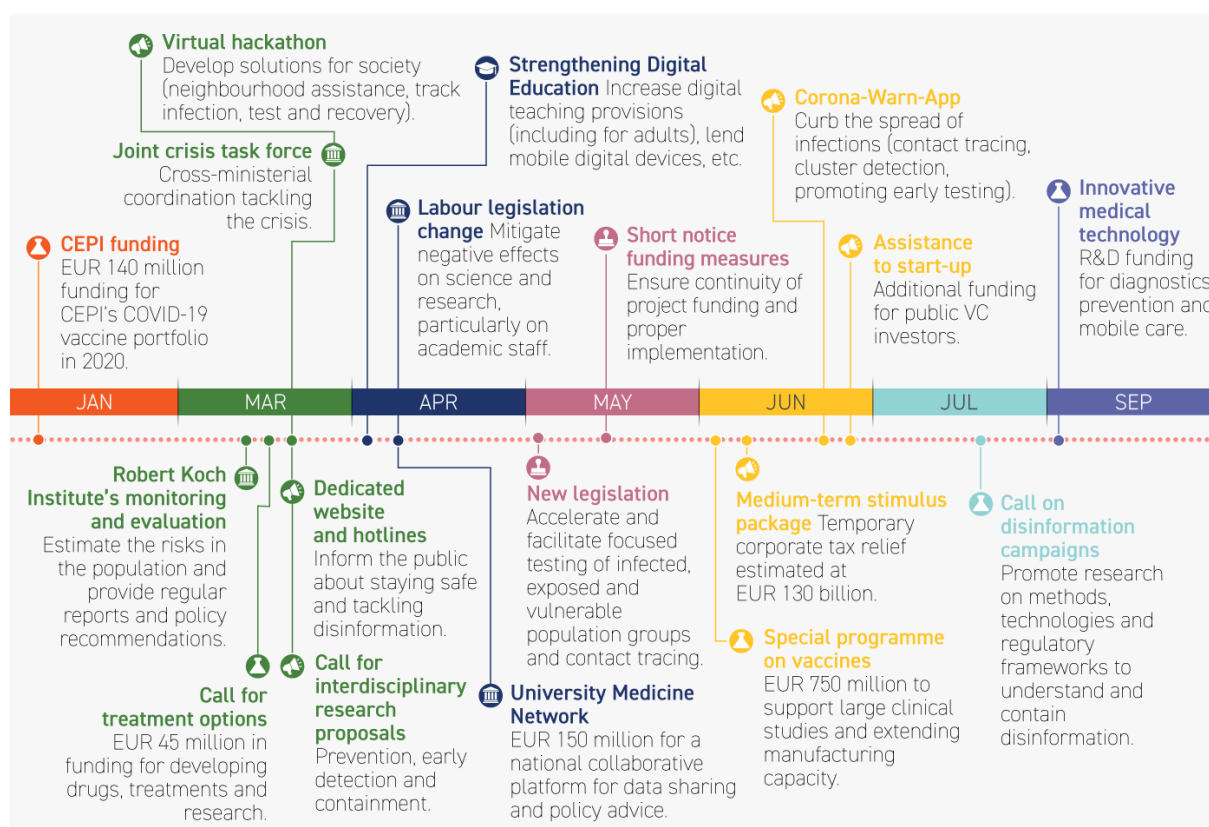 Virtual hackathon
Develop solutions for society
(neighbourhood assistance, track
infection, test and recovery).
Joint crisis task force
Cross-ministerial
coordination tackling
the crisis.
CEPI funding
EUR 140 million
funding for
CEPI's COVID-19
vaccine portfolio
in 2020.
Strengthening Digital
Education Increase digital
teaching provisions
(including for adults), lend
mobile digital devices, etc.
Labour legislation
change Mitigate
negative effects
on science and
research,
particularly on
academic staff.
Short notice
funding measures
Ensure continuity of
project funding and
proper
implementation.
Corona-Warn-App
Curb the spread of
infections (contact tracing,
cluster detection,
promoting early testing).
Assistance
to start-up
Additional funding
for public VC
investors.
Innovative
medical
technology
R&D funding
for diagnostics
prevention and
mobile care.
JAN
MAR
APR
MAY
JUN
JUL
SEP
Robert Koch
Institute's monitoring
and evaluation
Estimate the risks in
the population and
provide regular
reports and policy
recommendations.
Call for
treatment options
EUR 45 million in
funding for developing
drugs, treatments and
research.
Dedicated
website
and hotlines
Inform the public
about staying safe
and tackling
disinformation.
Call for
interdisciplinary
research
proposals
Prevention, early
detection and
containment.
University Medicine
Network
EUR 150 million for a
national collaborative
platform for data sharing
and policy advice.
New legislation
Accelerate and
facilitate focused
testing of infected,
exposed and
vulnerable
population groups
and contact tracing.
Medium-term stimulus
package Temporary
corporate tax relief
estimated at
EUR 130 billion.
Special programme
on vaccines
EUR 750 million to
support large clinical
studies and extending
manufacturing
capacity.
Call on
disinformation
campaigns
Promote research
on methods,
technologies and
regulatory
frameworks to
understand and
contain
disinformation.